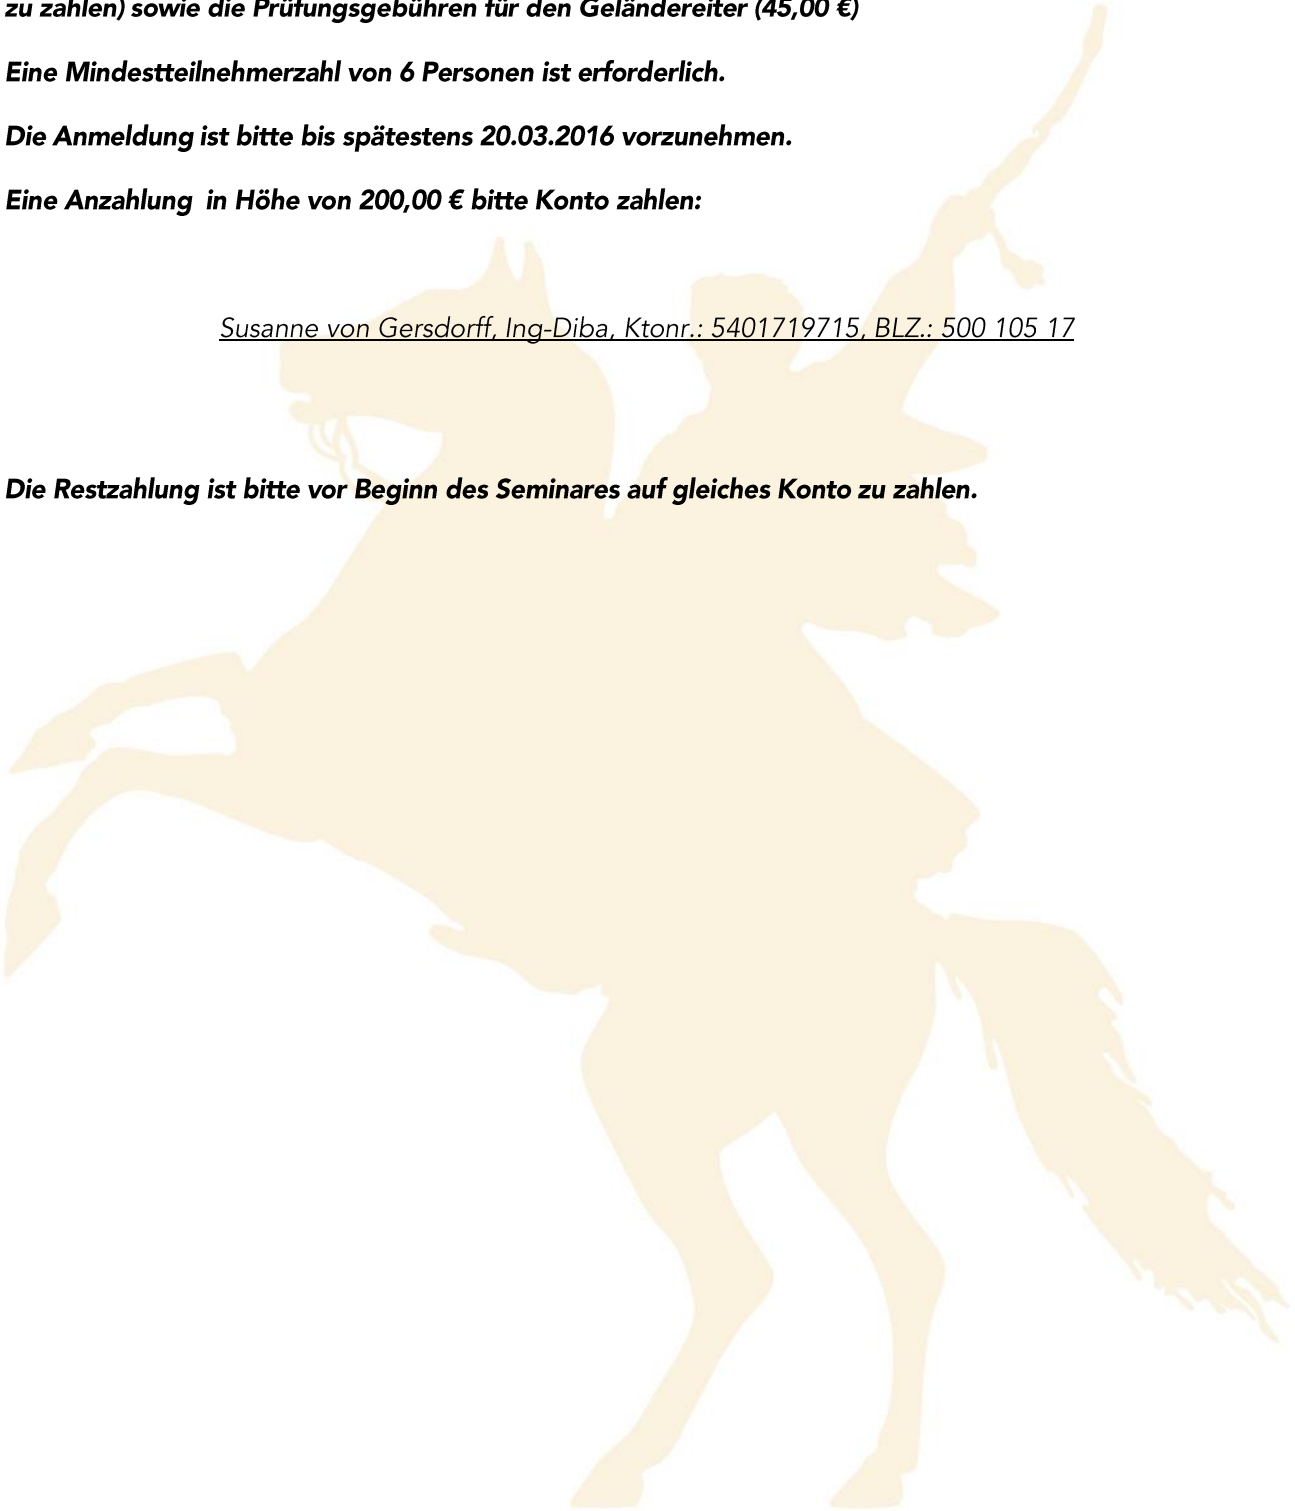 zu zahlen) sowie die Prüfungsgebühren für den Geländereiter (45,00 €)
Eine Mindestteilnehmerzahl von 6 Personen ist erforderlich.
Die Anmeldung ist bitte bis spätestens 20.03.2016 vorzunehmen.
Eine Anzahlung in Höhe von 200,00 € bitte Konto zahlen:
Susanne von Gersdorff, Ing-Diba, Ktonr.: 5401719715, BLZ.: 500 105 17
Die Restzahlung ist bitte vor Beginn des Seminares auf gleiches Konto zu zahlen.